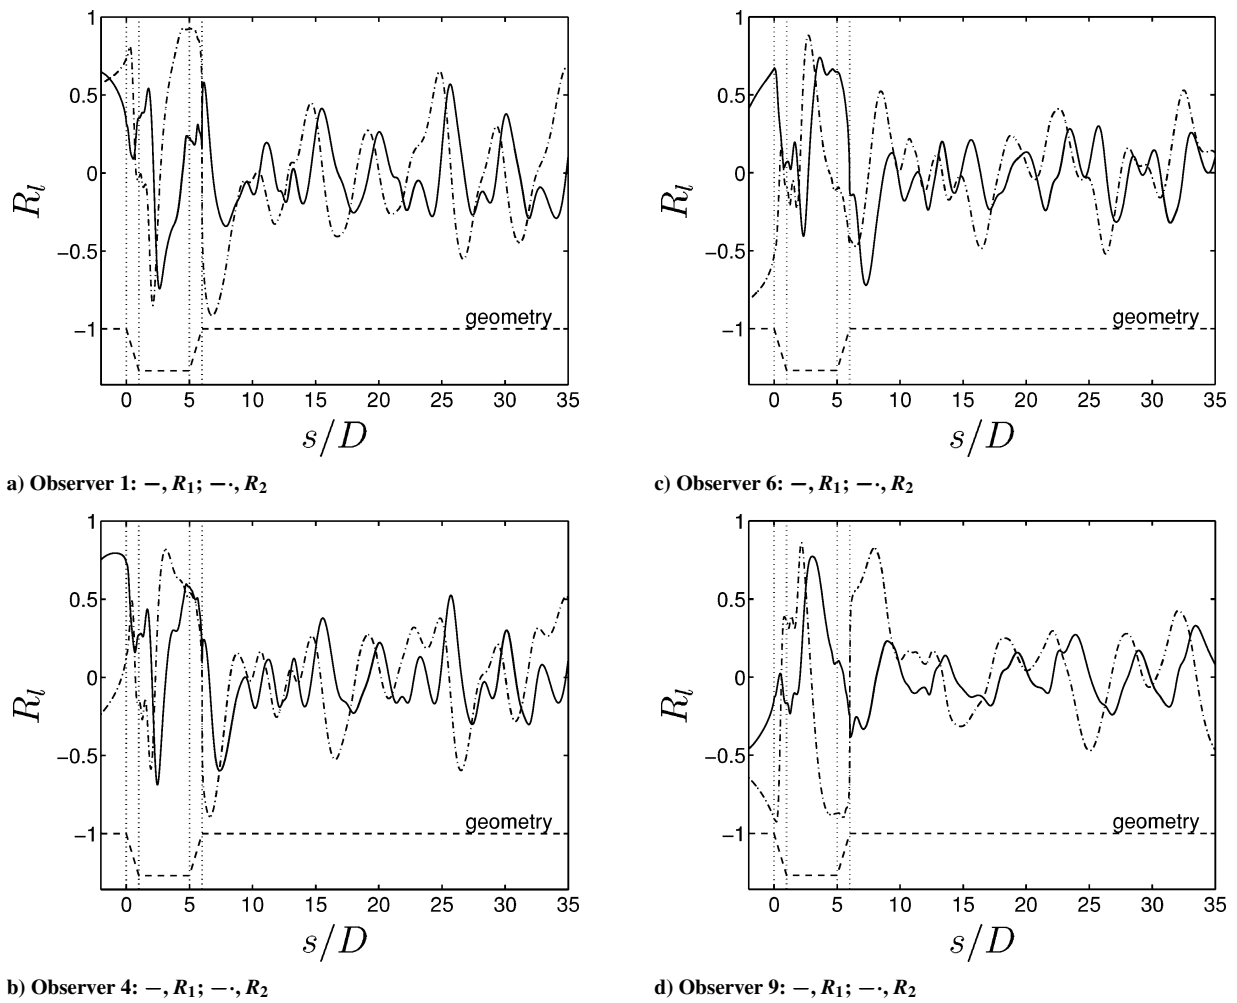 1
0.5
0
−0.5
−1
R_l
geometry
0 5 10 15 20 25 30 35
s/D
a) Observer 1: —, R1; —·, R2
1
0.5
0
−0.5
−1
R_l
geometry
0 5 10 15 20 25 30 35
s/D
b) Observer 4: —, R1; —·, R2
1
0.5
0
−0.5
−1
R_l
geometry
0 5 10 15 20 25 30 35
s/D
c) Observer 6: —, R1; —·, R2
1
0.5
0
−0.5
−1
R_l
geometry
0 5 10 15 20 25 30 35
s/D
d) Observer 9: —, R1; —·, R2